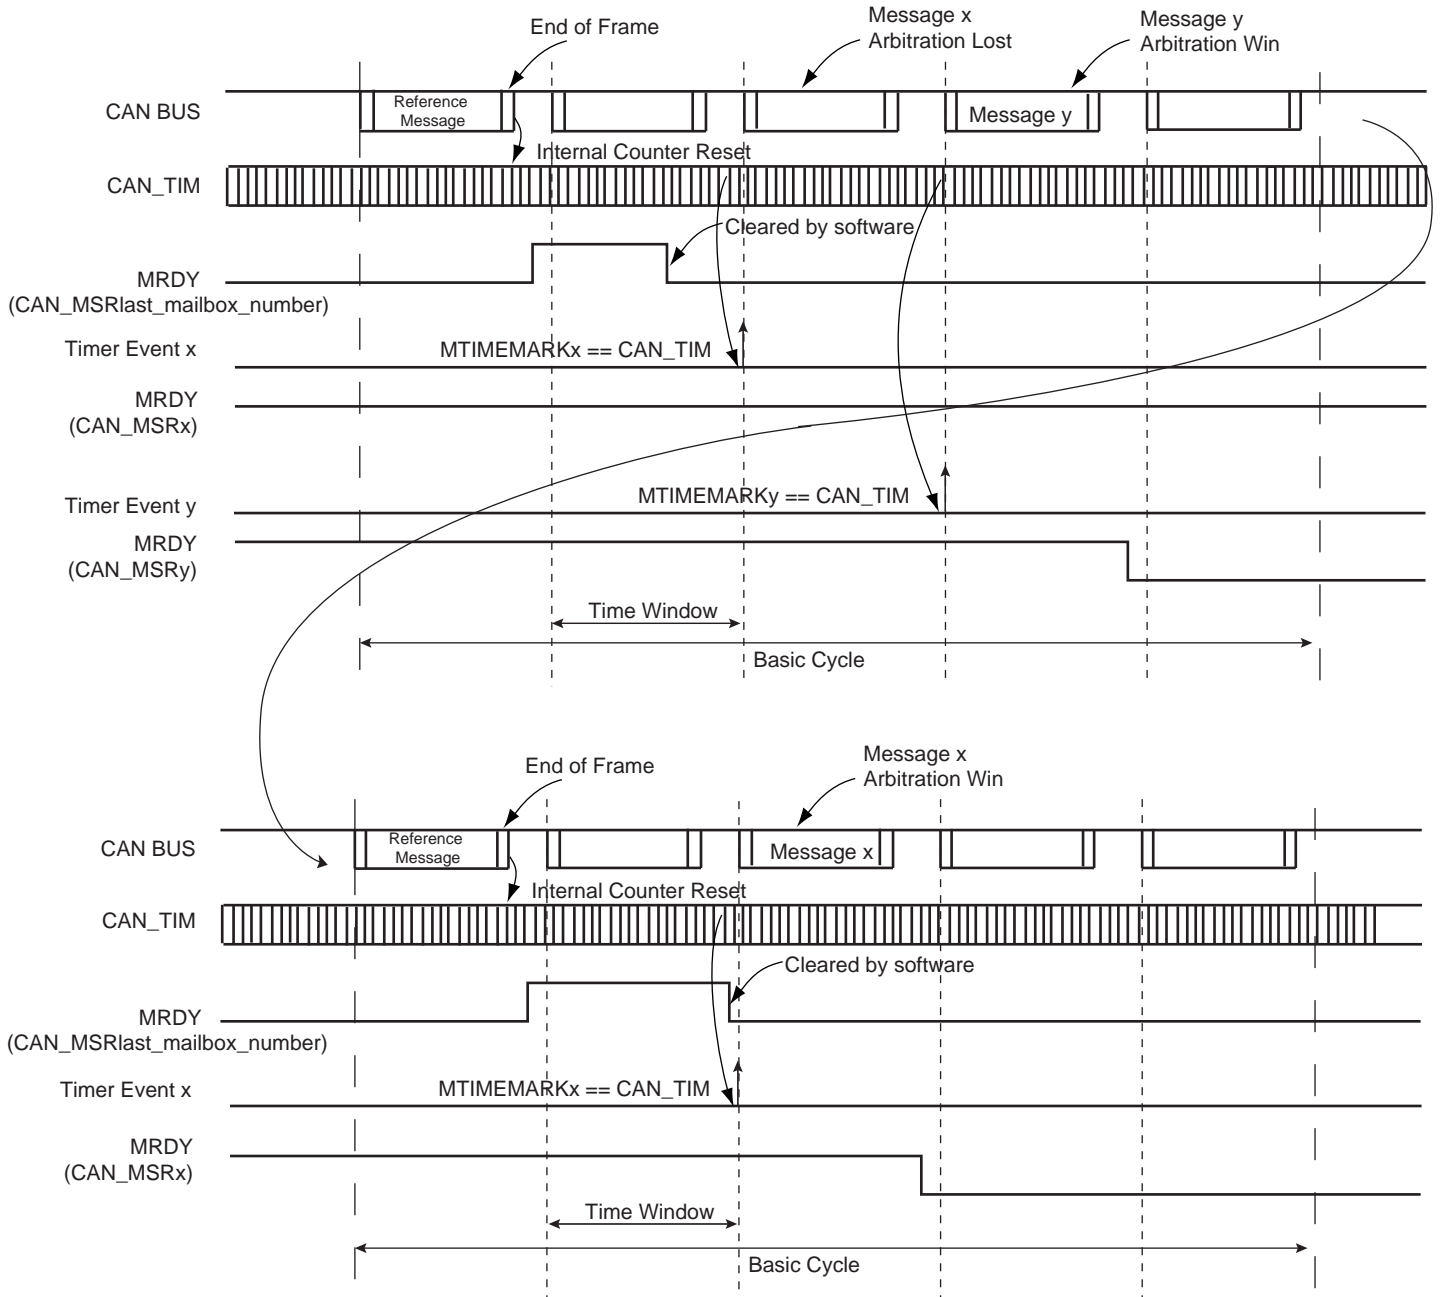 End of Frame
Message x
Arbitration Lost
Message y
Arbitration Win
CAN BUS
Reference
Message
Message y
Internal Counter Reset
CAN_TIM
Cleared by software
MRDY
(CAN_MSRlast_mailbox_number)
Timer Event x
MTIMEMARKx == CAN_TIM
MRDY
(CAN_MSRx)
Timer Event y
MTIMEMARKy == CAN_TIM
MRDY
(CAN_MSRy)
Time Window
Basic Cycle
End of Frame
Message x
Arbitration Win
CAN BUS
Reference
Message
Message x
Internal Counter Reset
CAN_TIM
Cleared by software
MRDY
(CAN_MSRlast_mailbox_number)
Timer Event x
MTIMEMARKx == CAN_TIM
MRDY
(CAN_MSRx)
Time Window
Basic Cycle